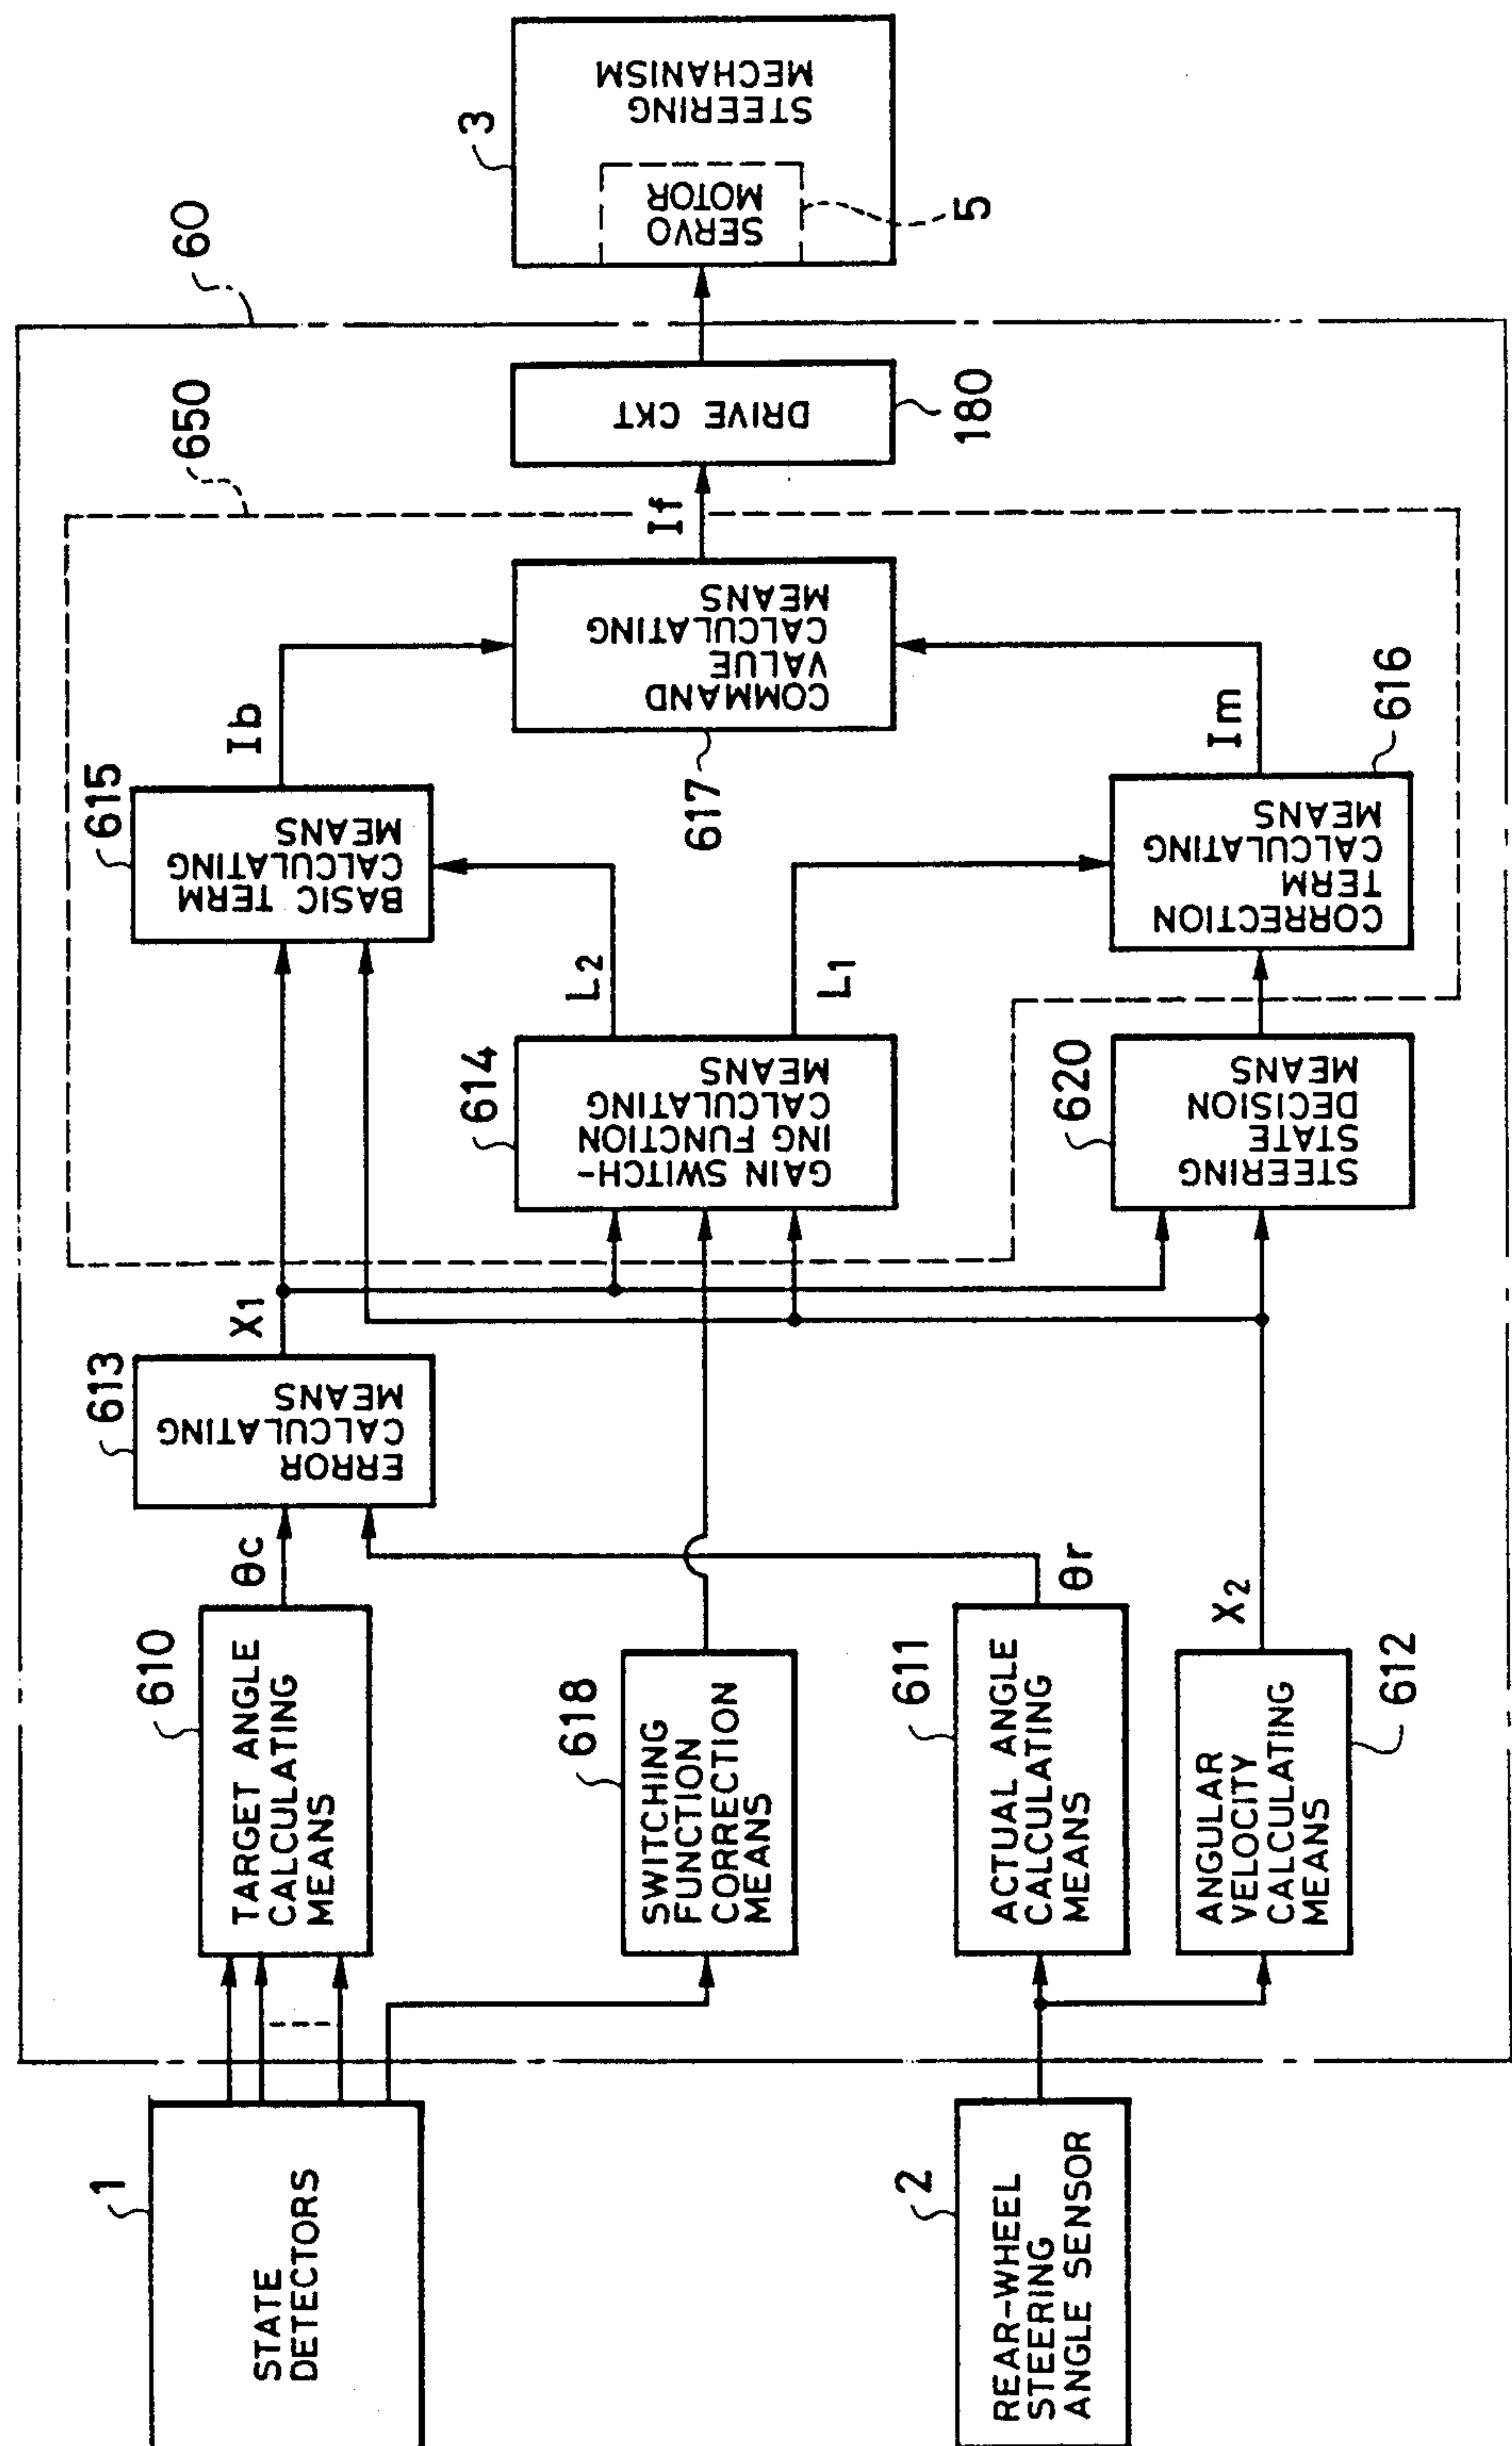 1
STATE
DETECTORS
2
REAR-WHEEL
STEERING
ANGLE SENSOR
610
TARGET ANGLE
CALCULATING
MEANS
618
SWITCHING
FUNCTION
CORRECTION
MEANS
611
ACTUAL ANGLE
CALCULATING
MEANS
612
ANGULAR
VELOCITY
CALCULATING
MEANS
θc
θr
X2
613
ERROR
CALCULATING
MEANS
X1
614
GAIN SWITCH-
ING FUNCTION
CALCULATING
MEANS
620
STEERING
STATE
DECISION
MEANS
L2
L1
615
BASIC TERM
CALCULATING
MEANS
616
CORRECTION
TERM
CALCULATING
MEANS
Ib
Im
617
COMMAND
VALUE
CALCULATING
MEANS
650
If
DRIVE CKT
180
60
3
SERVO
MOTOR
5
STEERING
MECHANISM